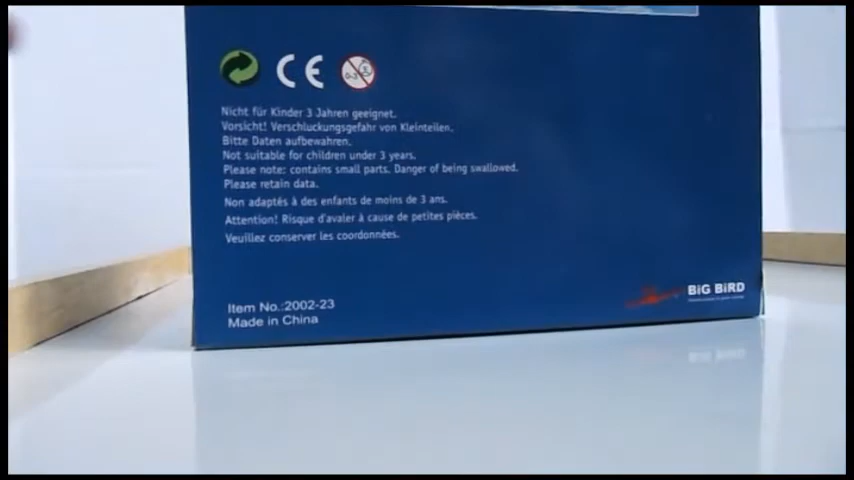 CE
0-3
Nicht für Kinder 3 Jahren geeignet.
Vorsicht! Verschluckungsgefahr von Kleinteilen.
Bitte Daten aufbewahren.
Not suitable for children under 3 years.
Please note: contains small parts. Danger of being swallowed.
Please retain data.
Non adaptés à des enfants de moins de 3 ans.
Attention! Risque d'avaler à cause de petites pièces.
Veuillez conserver les coordonnées.
Item No.:2002-23
Made in China
BiG BiRD